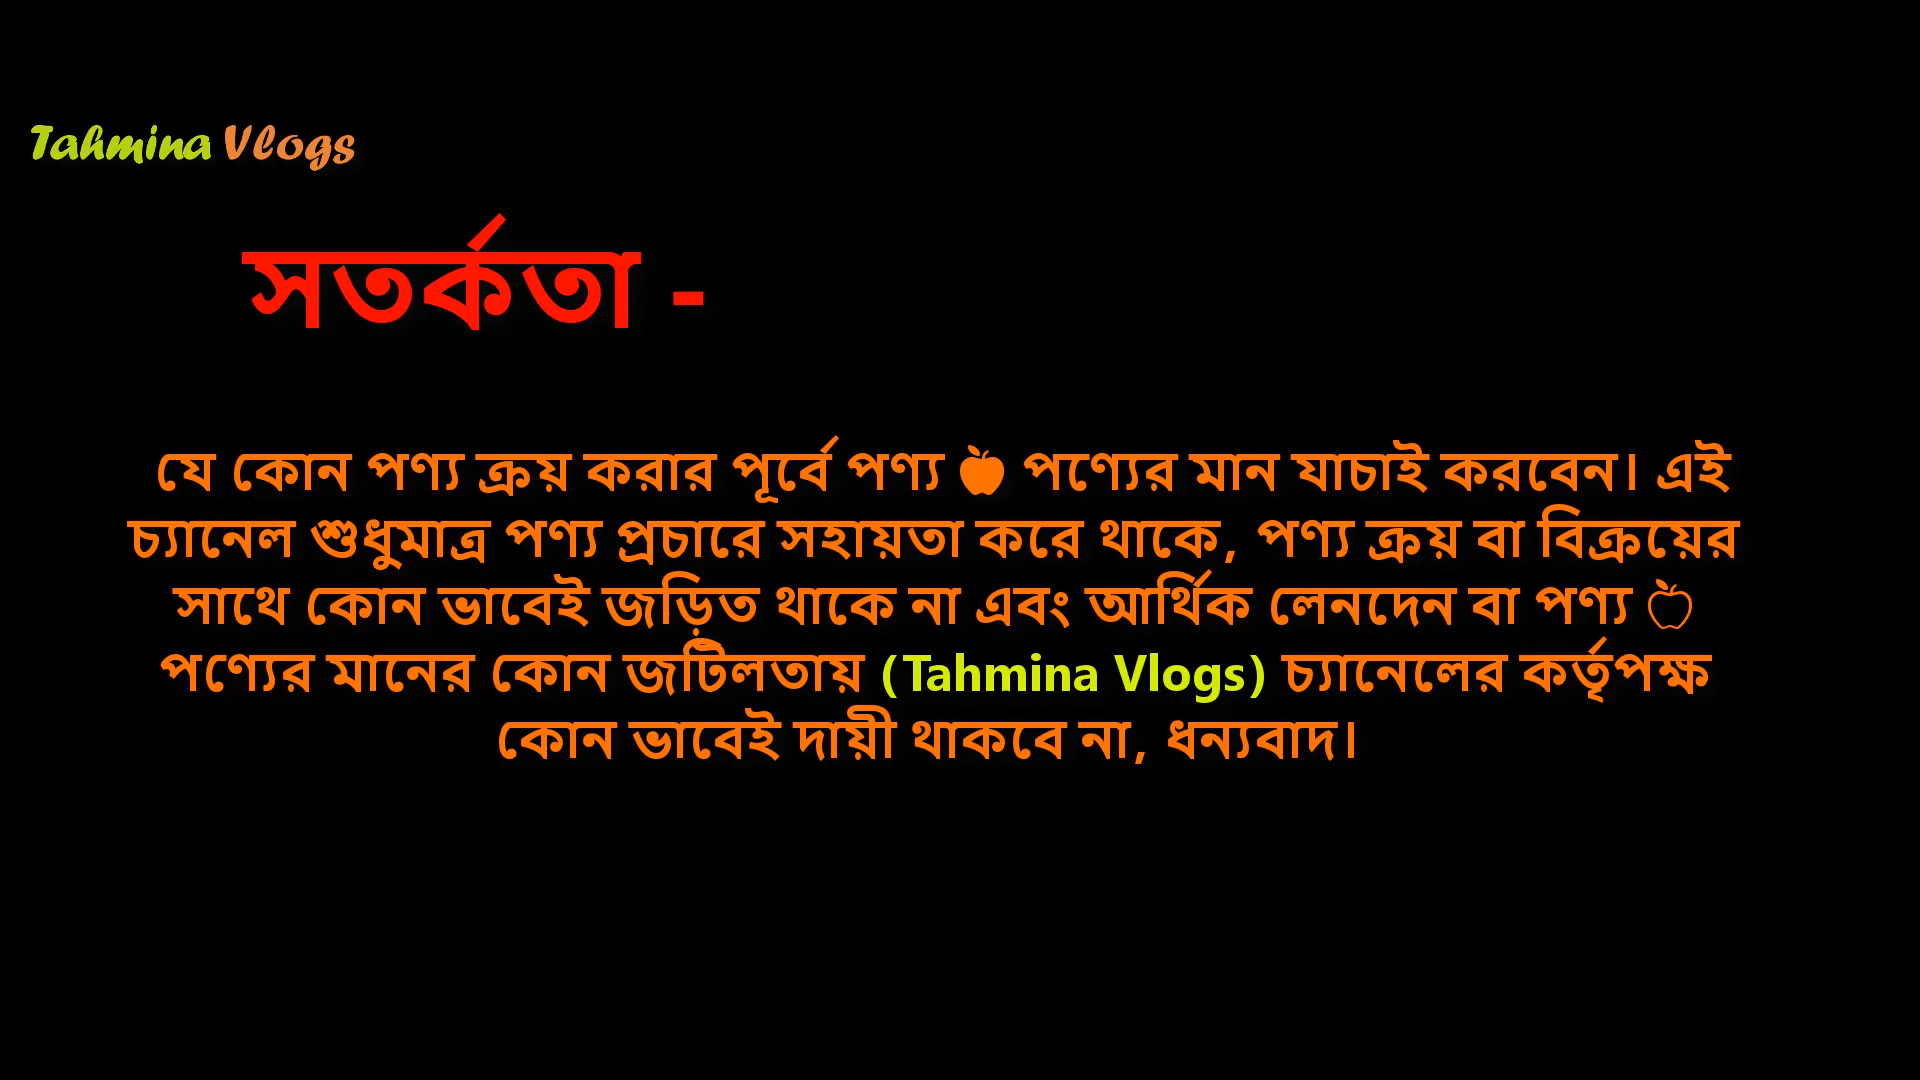 Tahmina Vlogs
সতর্কতা -
যে কোন পণ্য ক্রয় করার পূর্বে পণ্য 🍎 পণ্যের মান যাচাই করবেন। এই
চ্যানেল শুধুমাত্র পণ্য প্রচারে সহায়তা করে থাকে, পণ্য ক্রয় বা বিক্রয়ের
সাথে কোন ভাবেই জড়িত থাকে না এবং আর্থিক লেনদেন বা পণ্য 🍎
পণ্যের মানের কোন জটিলতায় (Tahmina Vlogs) চ্যানেলের কর্তৃপক্ষ
কোন ভাবেই দায়ী থাকবে না, ধন্যবাদ।